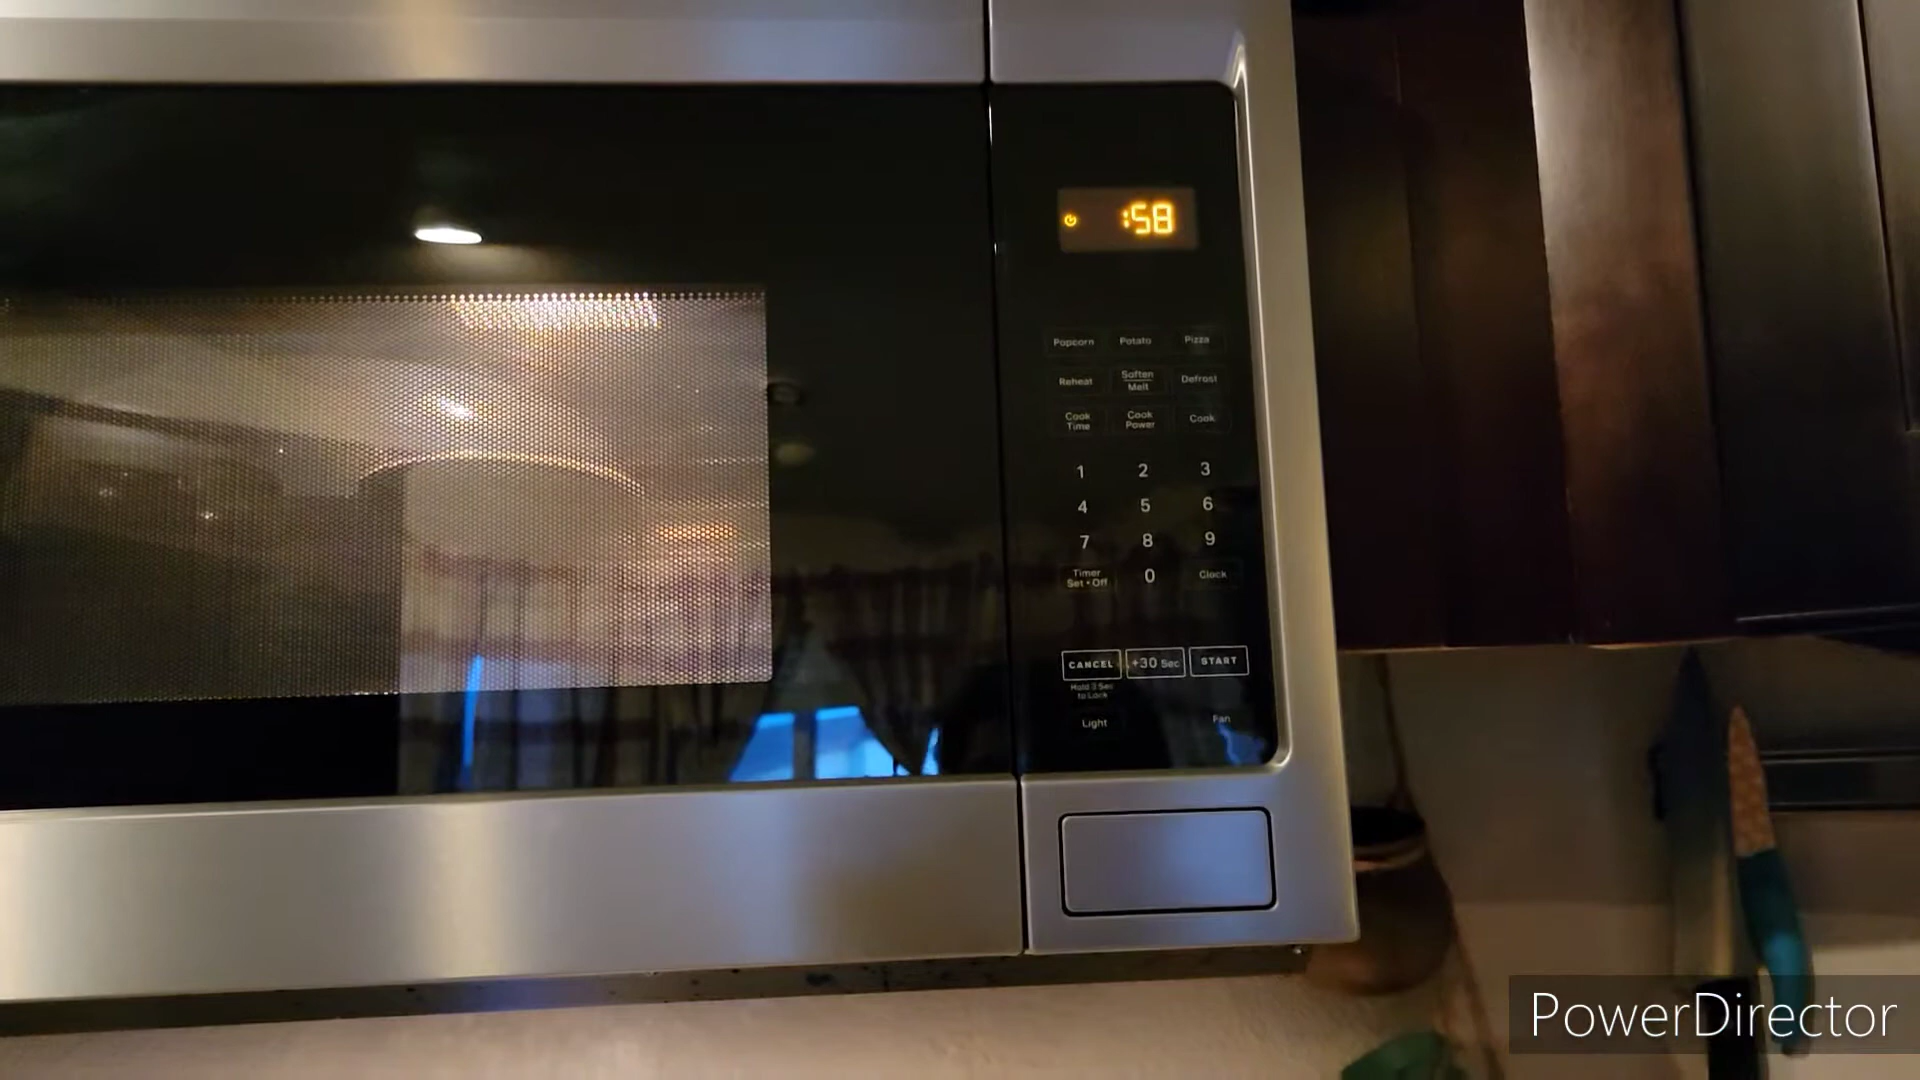 :58
Popcorn Potato Pizza
Reheat Soften Melt Defrost
Cook Time Cook Power Cook
1 2 3
4 5 6
7 8 9
Timer Set • Off 0 Clock
CANCEL +30 Sec START
Hold 3 Sec to Lock
Light Fan
PowerDirector